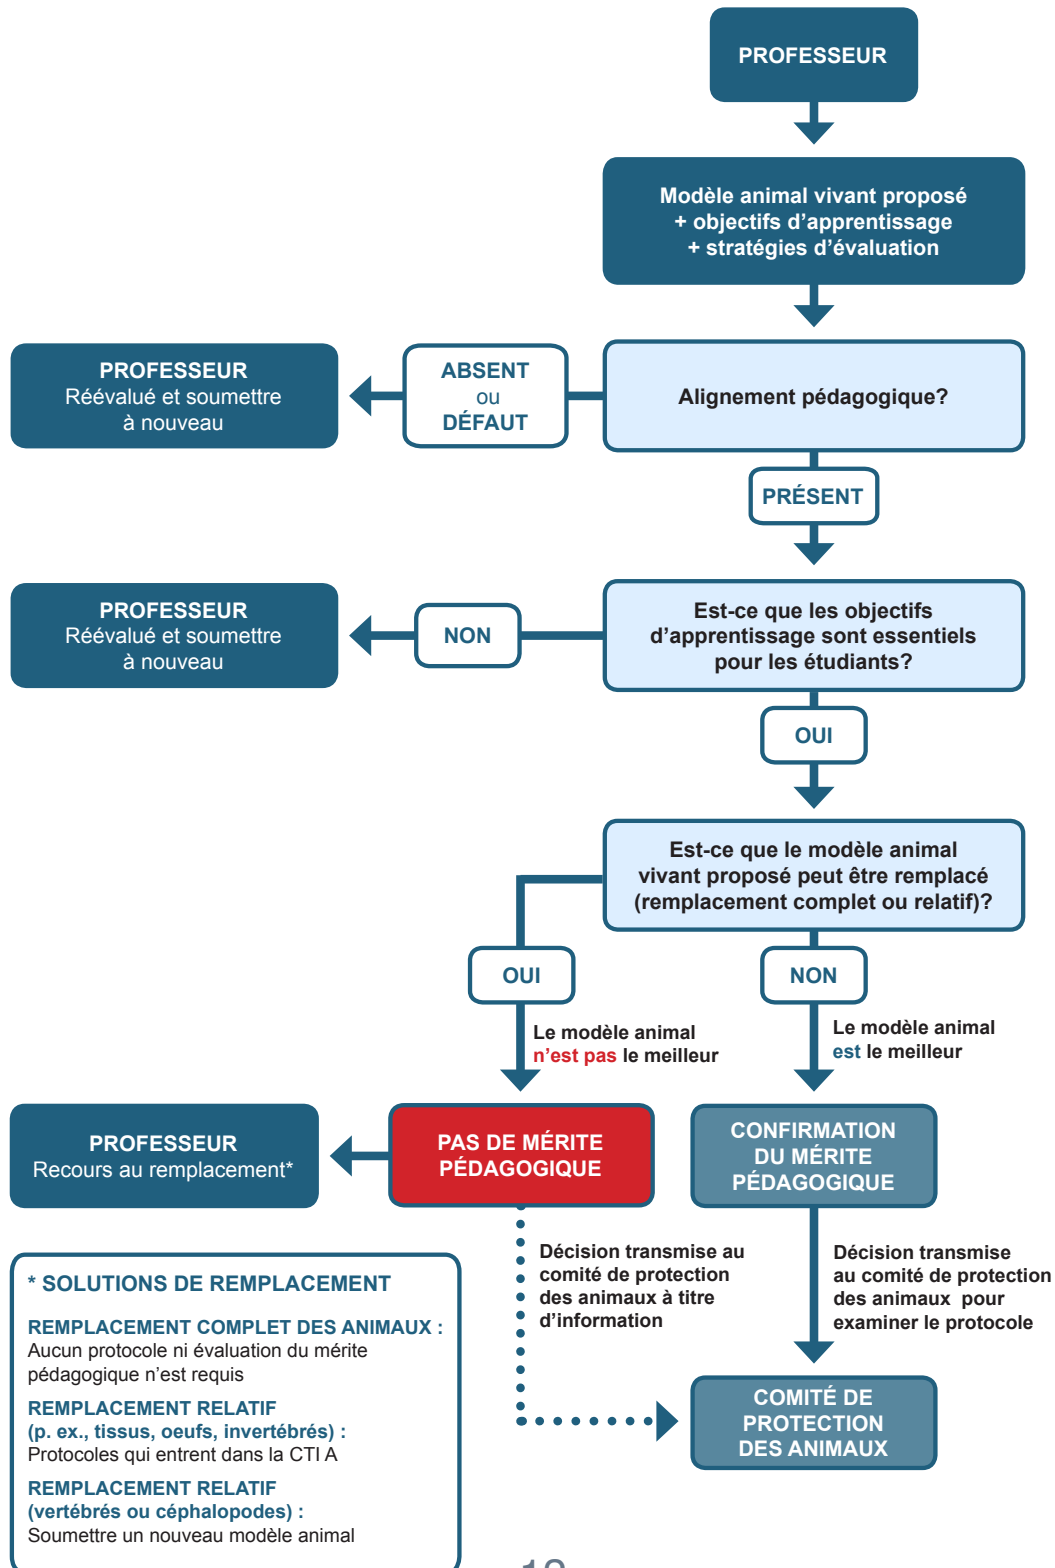 PROFESSEUR
Modèle animal vivant proposé
+ objectifs d'apprentissage
+ stratégies d'évaluation
PROFESSEUR
Réévalué et soumettre
à nouveau
ABSENT
ou
DÉFAUT
Alignement pédagogique?
PRÉSENT
PROFESSEUR
Réévalué et soumettre
à nouveau
NON
Est-ce que les objectifs
d'apprentissage sont essentiels
pour les étudiants?
OUI
Est-ce que le modèle animal
vivant proposé peut être remplacé
(remplacement complet ou relatif)?
OUI
NON
Le modèle animal
n'est pas le meilleur
Le modèle animal
est le meilleur
PROFESSEUR
Recours au remplacement*
PAS DE MÉRITE
PÉDAGOGIQUE
CONFIRMATION
DU MÉRITE
PÉDAGOGIQUE
Décision transmise au
comité de protection
des animaux à titre
d'information
Décision transmise
au comité de protection
des animaux pour
examiner le protocole
COMITÉ DE
PROTECTION
DES ANIMAUX
* SOLUTIONS DE REMPLACEMENT
REMPLACEMENT COMPLET DES ANIMAUX :
Aucun protocole ni évaluation du mérite
pédagogique n'est requis
REMPLACEMENT RELATIF
(p. ex., tissus, oeufs, invertébrés) :
Protocoles qui entrent dans la CTI A
REMPLACEMENT RELATIF
(vertébrés ou céphalopodes) :
Soumettre un nouveau modèle animal